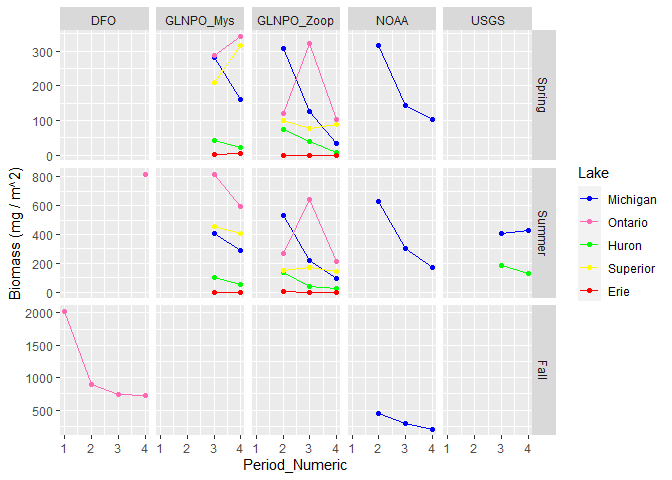 DFO GLNPO_Mys GLNPO_Zoop NOAA USGS
300
200
100
0
Spring
800
600
400
200
0
Summer
2000
1500
1000
500
Fall
1 2 3 4 1 2 3 4 1 2 3 4 1 2 3 4 1 2 3 4
Period_Numeric
Biomass (mg / m^2)
Lake
Michigan
Ontario
Huron
Superior
Erie